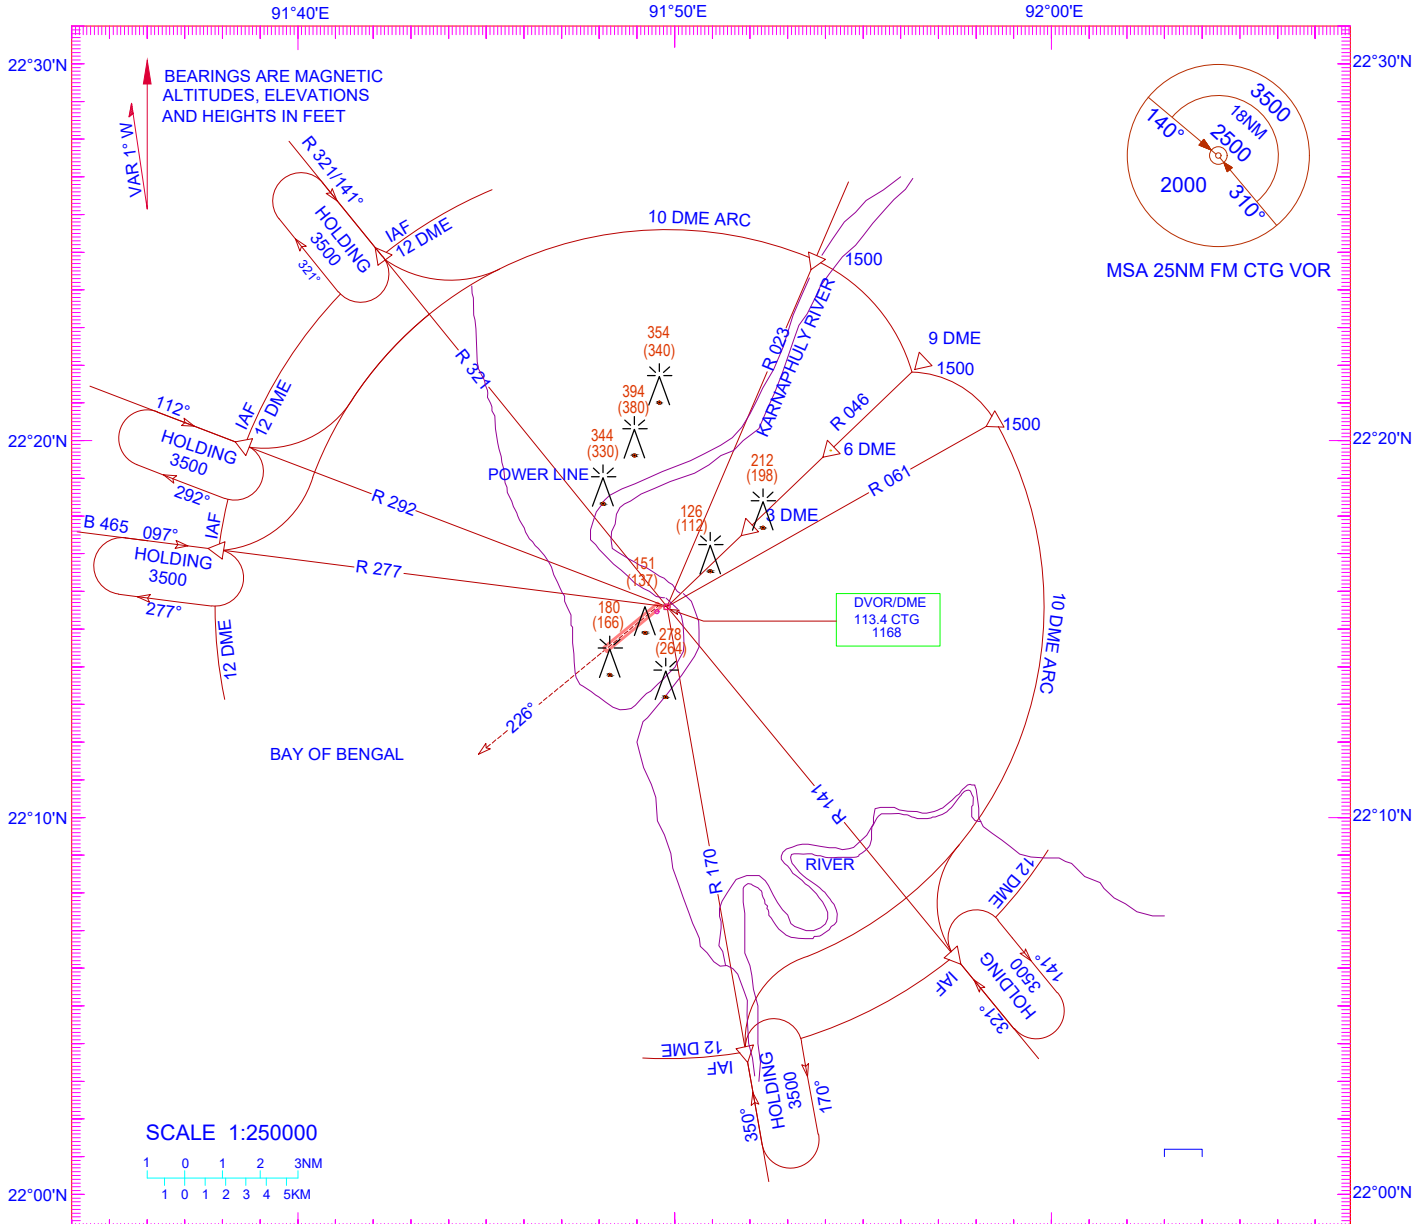 91°40'E
91°50'E
92°00'E
22°30'N
22°30'N
BEARINGS ARE MAGNETIC
ALTITUDES, ELEVATIONS
AND HEIGHTS IN FEET
VAR 1° W
3500
18NM
2500
2000
140°
310°
MSA 25NM FM CTG VOR
R 321/141°
HOLDING
3500
321°
IAF
12 DME
10 DME ARC
1500
R 023
KARNAPHULY RIVER
9 DME
1500
R 046
6 DME
1500
R 061
3 DME
R 321
354
(340)
394
(380)
344
(330)
POWER LINE
212
(198)
126
(112)
151
(137)
180
(166)
278
(264)
22°20'N
22°20'N
112°
HOLDING
3500
292°
IAF
12 DME
R 292
B 465
097°
HOLDING
3500
277°
IAF
12 DME
R 277
DVOR/DME
113.4 CTG
1168
10 DME ARC
226°
BAY OF BENGAL
22°10'N
22°10'N
R 141
R 170
RIVER
12 DME
HOLDING
3500
141°
321°
IAF
12 DME
IAF
HOLDING
3500
170°
350°
SCALE 1:250000
1 0 1 2 3NM
1 0 1 2 3 4 5KM
22°00'N
22°00'N